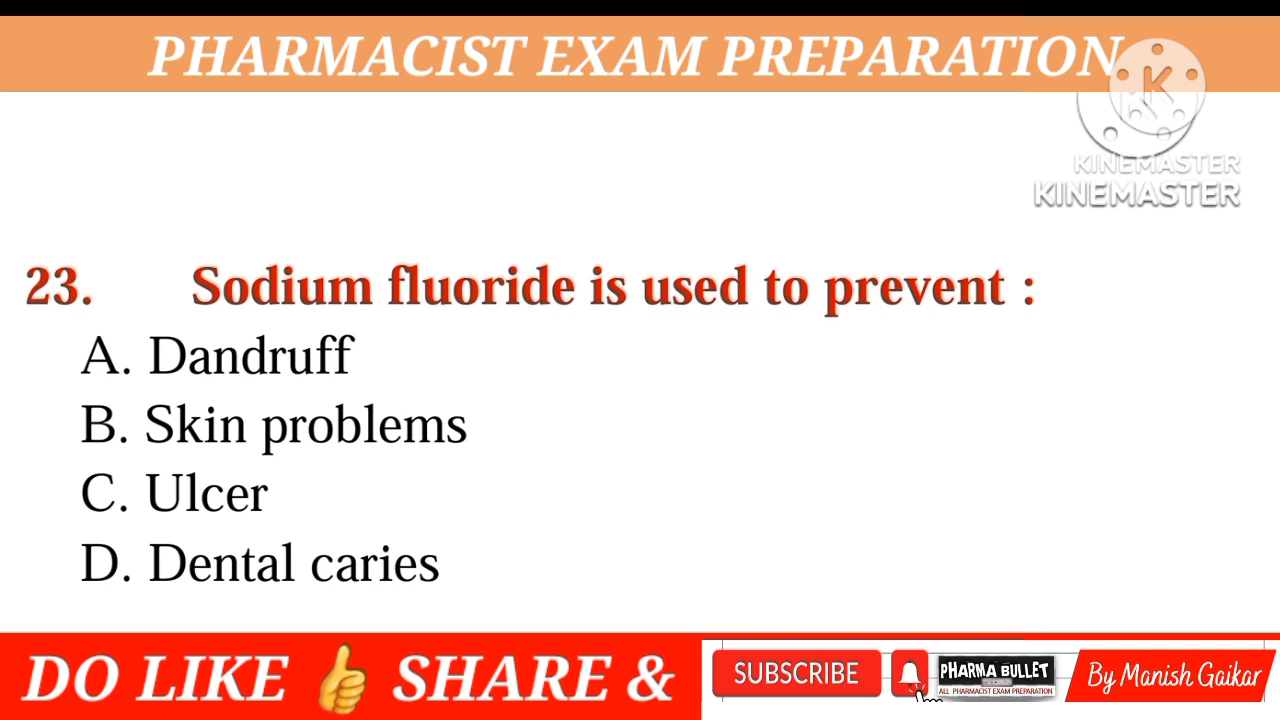 PHARMACIST EXAM PREPARATION
K
KINEMASTER
KINEMASTER
23. Sodium fluoride is used to prevent :
A. Dandruff
B. Skin problems
C. Ulcer
D. Dental caries
DO LIKE 👍 SHARE &
SUBSCRIBE
PHARMA BULLET
ALL PHARMACIST EXAM PREPARATION
By Manish Gaikar